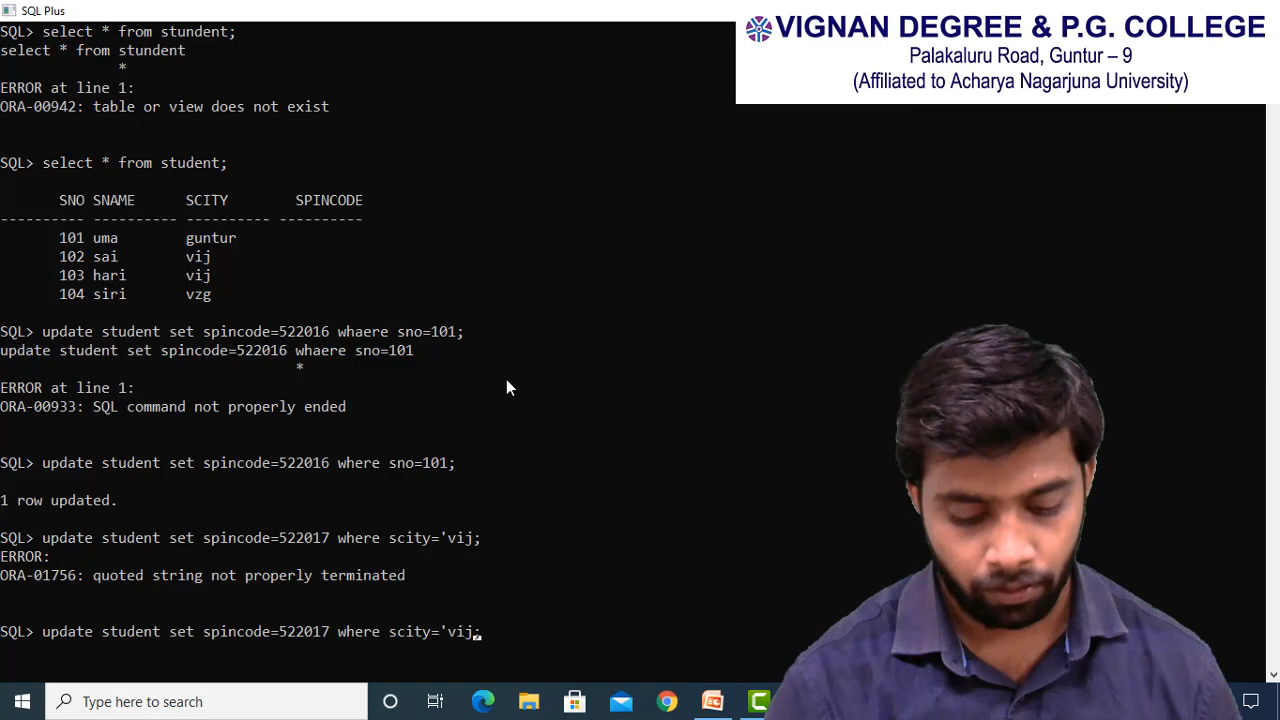 SQL Plus
SQL> select * from stundent;
select * from stundent
*
ERROR at line 1:
ORA-00942: table or view does not exist
SQL> select * from student;
SNO SNAME SCITY SPINCODE
---------- ---------- ---------- ----------
101 uma guntur
102 sai vij
103 hari vij
104 siri vzg
SQL> update student set spincode=522016 whaere sno=101;
update student set spincode=522016 whaere sno=101
*
ERROR at line 1:
ORA-00933: SQL command not properly ended
SQL> update student set spincode=522016 where sno=101;
1 row updated.
SQL> update student set spincode=522017 where scity='vij;
ERROR:
ORA-01756: quoted string not properly terminated
SQL> update student set spincode=522017 where scity='vij;
VIGNAN DEGREE & P.G. COLLEGE
Palakaluru Road, Guntur – 9
(Affiliated to Acharya Nagarjuna University)
Type here to search